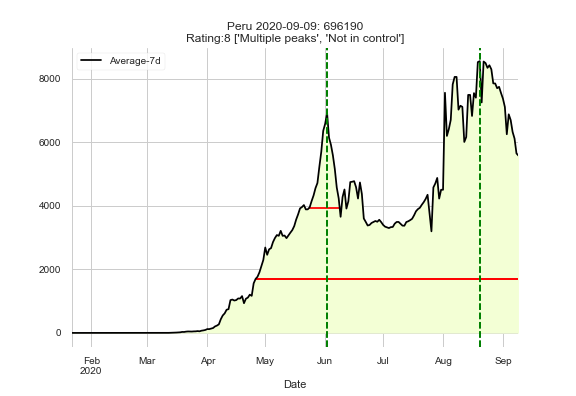 Peru 2020-09-09: 696190
Rating:8 ['Multiple peaks', 'Not in control']
Average-7d
8000
6000
4000
2000
0
Feb Mar Apr May Jun Jul Aug Sep
2020
Date